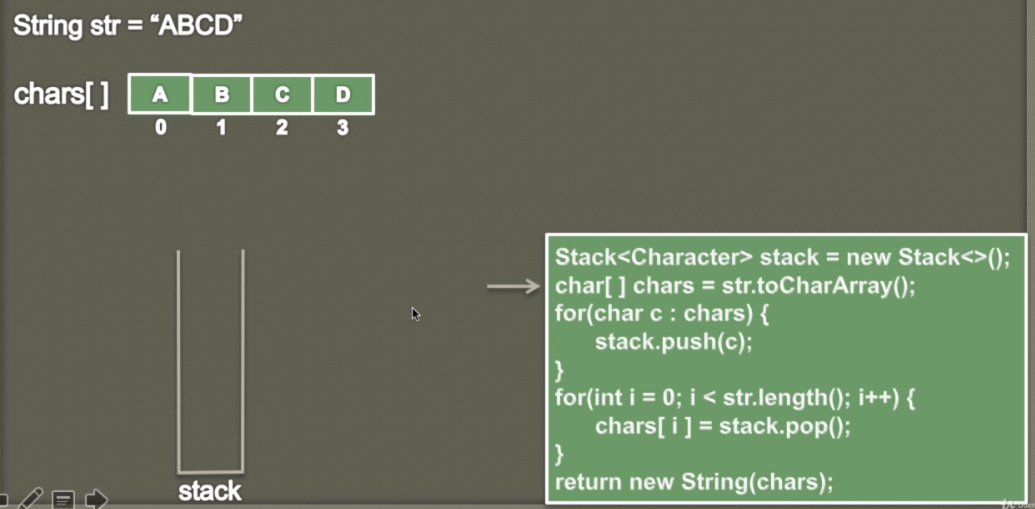 String str = “ABCD”
chars[ ] A B C D
0 1 2 3
stack
Stack<Character> stack = new Stack<>();
char[ ] chars = str.toCharArray();
for(char c : chars) {
stack.push(c);
}
for(int i = 0; i < str.length(); i++) {
chars[ i ] = stack.pop();
}
return new String(chars);